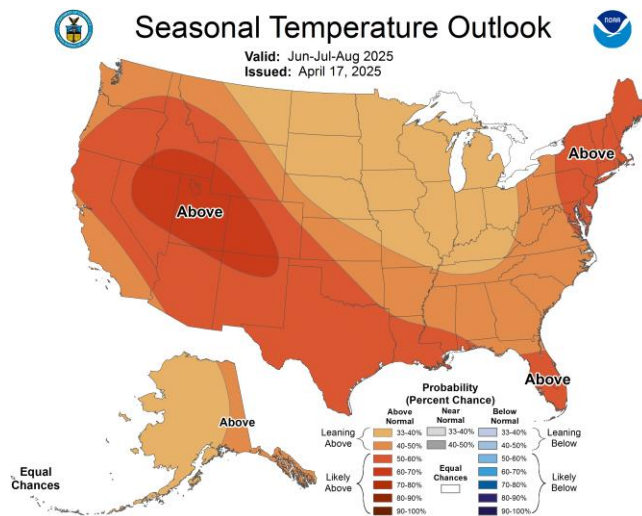 Seasonal Temperature Outlook
NOAA
Valid: Jun-Jul-Aug 2025
Issued: April 17, 2025
Above
Above
Above
Above
Equal
Chances
Probability
(Percent Chance)
Above
Normal
Near
Normal
Below
Normal
Leaning
Above
33-40%
40-50%
33-40%
40-50%
33-40%
40-50%
Leaning
Below
Likely
Above
50-60%
60-70%
70-80%
80-90%
90-100%
Equal
Chances
50-60%
60-70%
70-80%
80-90%
90-100%
Likely
Below